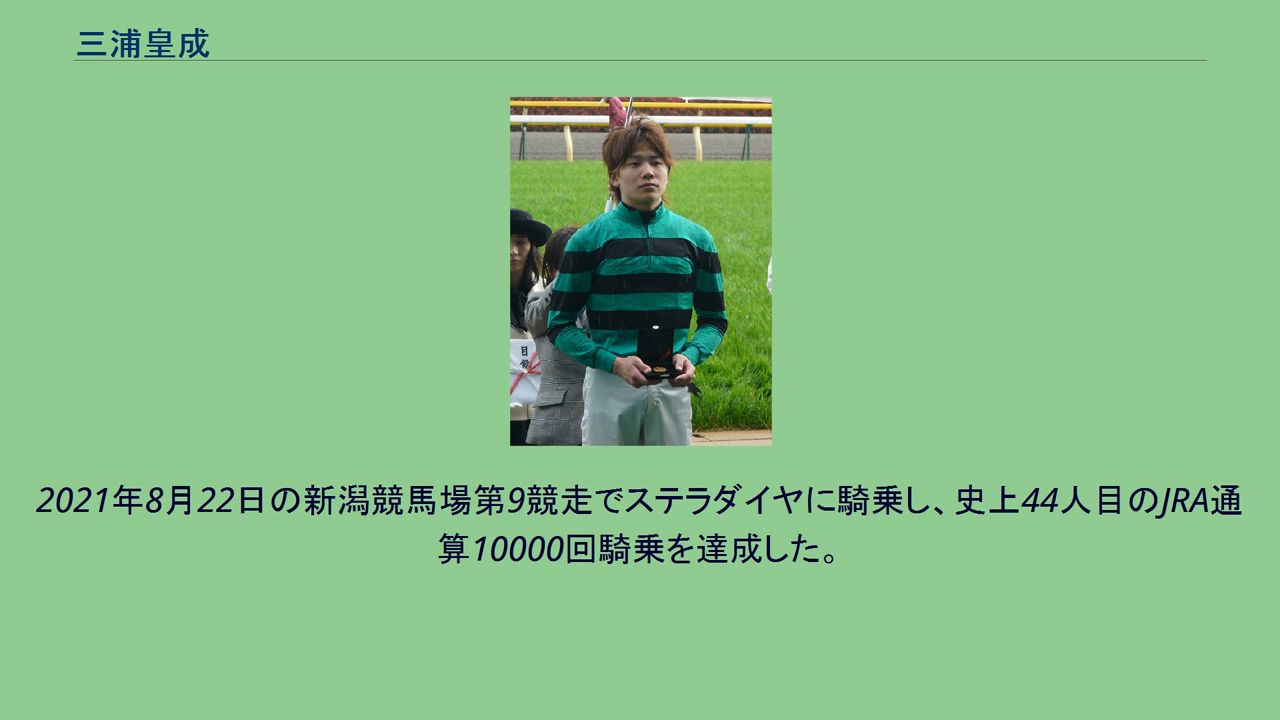 三浦皇成
目録
2021年8月22日の新潟競馬場第9競走でステラダイヤに騎乗し、史上44人目のJRA通
算10000回騎乗を達成した。